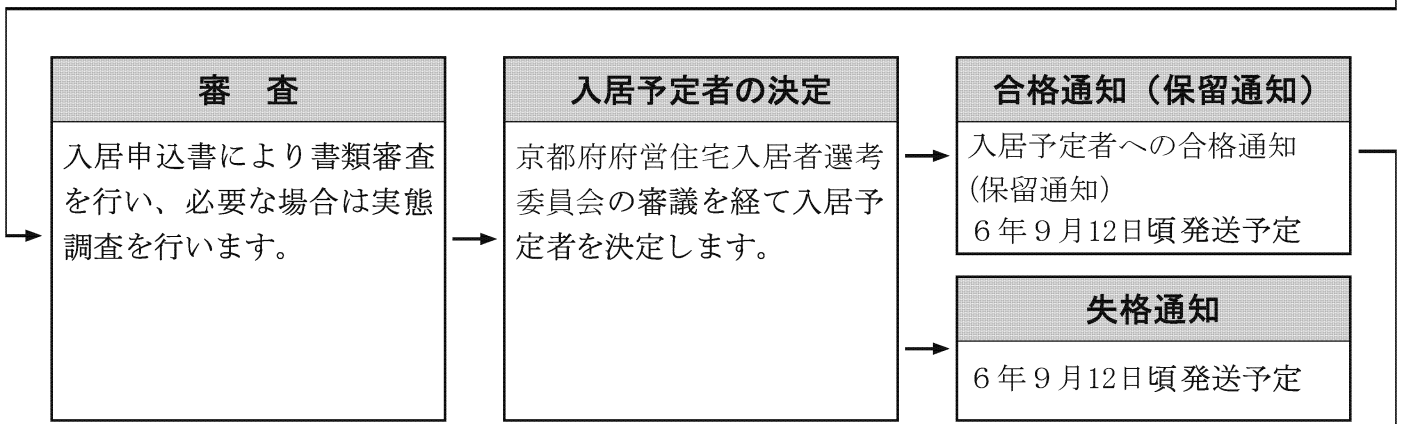 審　査
入居申込書により書類審査
を行い、必要な場合は実態
調査を行います。
入居予定者の決定
京都府府営住宅入居者選考
委員会の審議を経て入居予
定者を決定します。
合格通知（保留通知）
入居予定者への合格通知
(保留通知)
６年９月12日頃発送予定
失格通知
６年９月12日頃発送予定